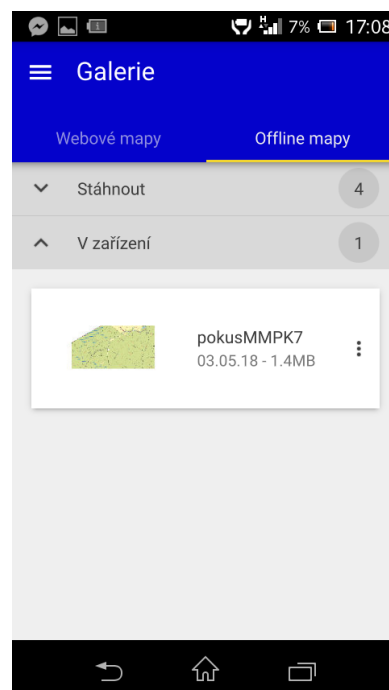 7% 17:08
Galerie
Webové mapy Offline mapy
Stáhnout 4
V zařízení 1
pokusMMPK7
03.05.18 - 1.4MB